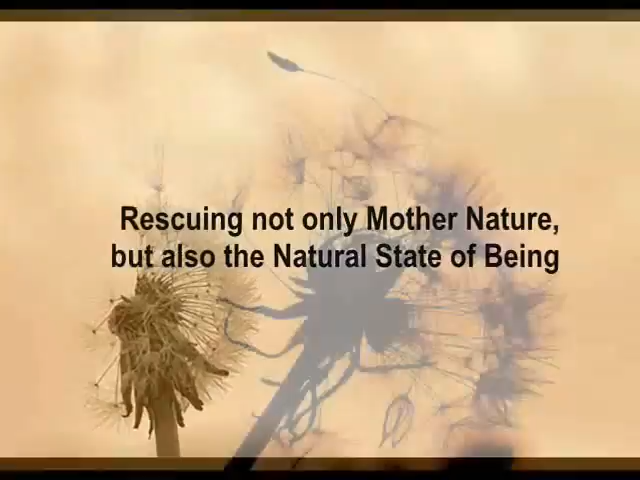 Rescuing not only Mother Nature,
but also the Natural State of Being